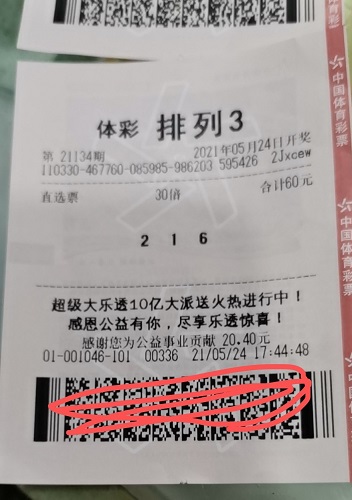 体彩 排列3
第 21134期 2021年05月24日开奖
110330-467760-085985-986203 595426 2Jxcew
直选票 30倍 合计60元
2 1 6
超级大乐透10亿大派送火热进行中！
感恩公益有你，尽享乐透惊喜！
感谢您为公益事业贡献 20.40元
01-001046-101 00336 21/05/24 17:44:48
体育彩
中国体育彩票
中国体育彩票